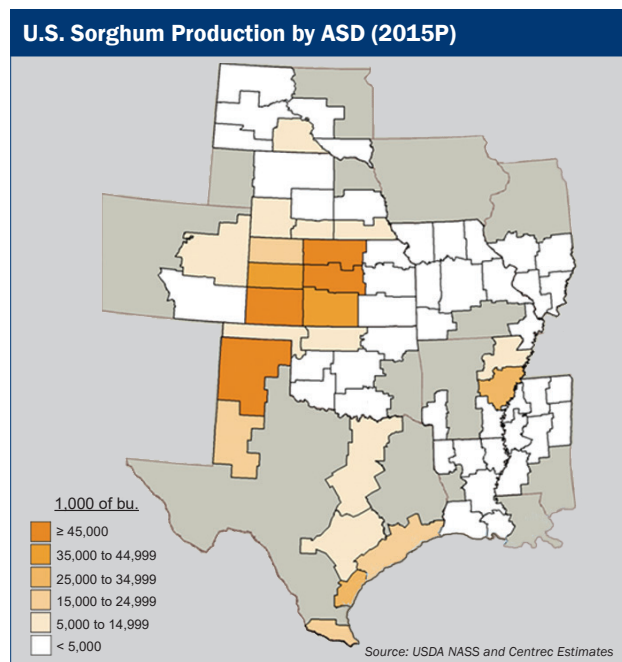 U.S. Sorghum Production by ASD (2015P)
1,000 of bu.
≥ 45,000
35,000 to 44,999
25,000 to 34,999
15,000 to 24,999
5,000 to 14,999
< 5,000
Source: USDA NASS and Centrec Estimates